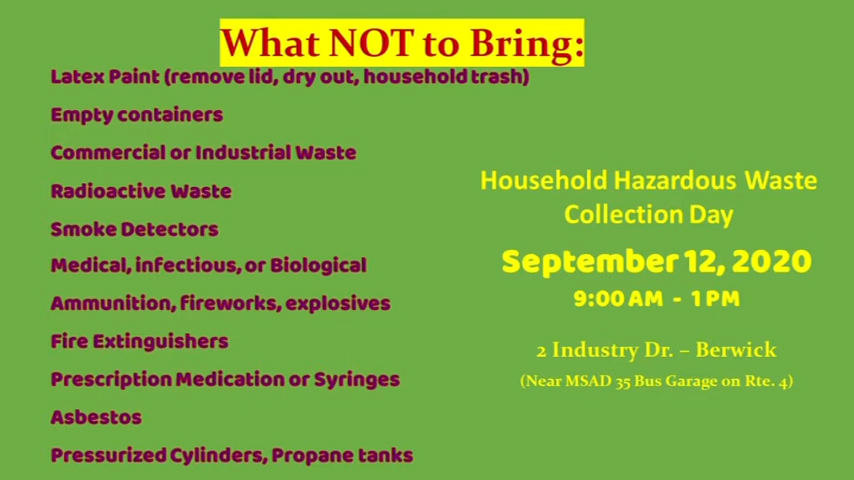 What NOT to Bring:
Latex Paint (remove lid, dry out, household trash)
Empty containers
Commercial or Industrial Waste
Radioactive Waste
Smoke Detectors
Medical, infectious, or Biological
Ammunition, fireworks, explosives
Fire Extinguishers
Prescription Medication or Syringes
Asbestos
Pressurized Cylinders, Propane tanks
Household Hazardous Waste
Collection Day
September 12, 2020
9:00 AM - 1 PM
2 Industry Dr. – Berwick
(Near MSAD 35 Bus Garage on Rte. 4)